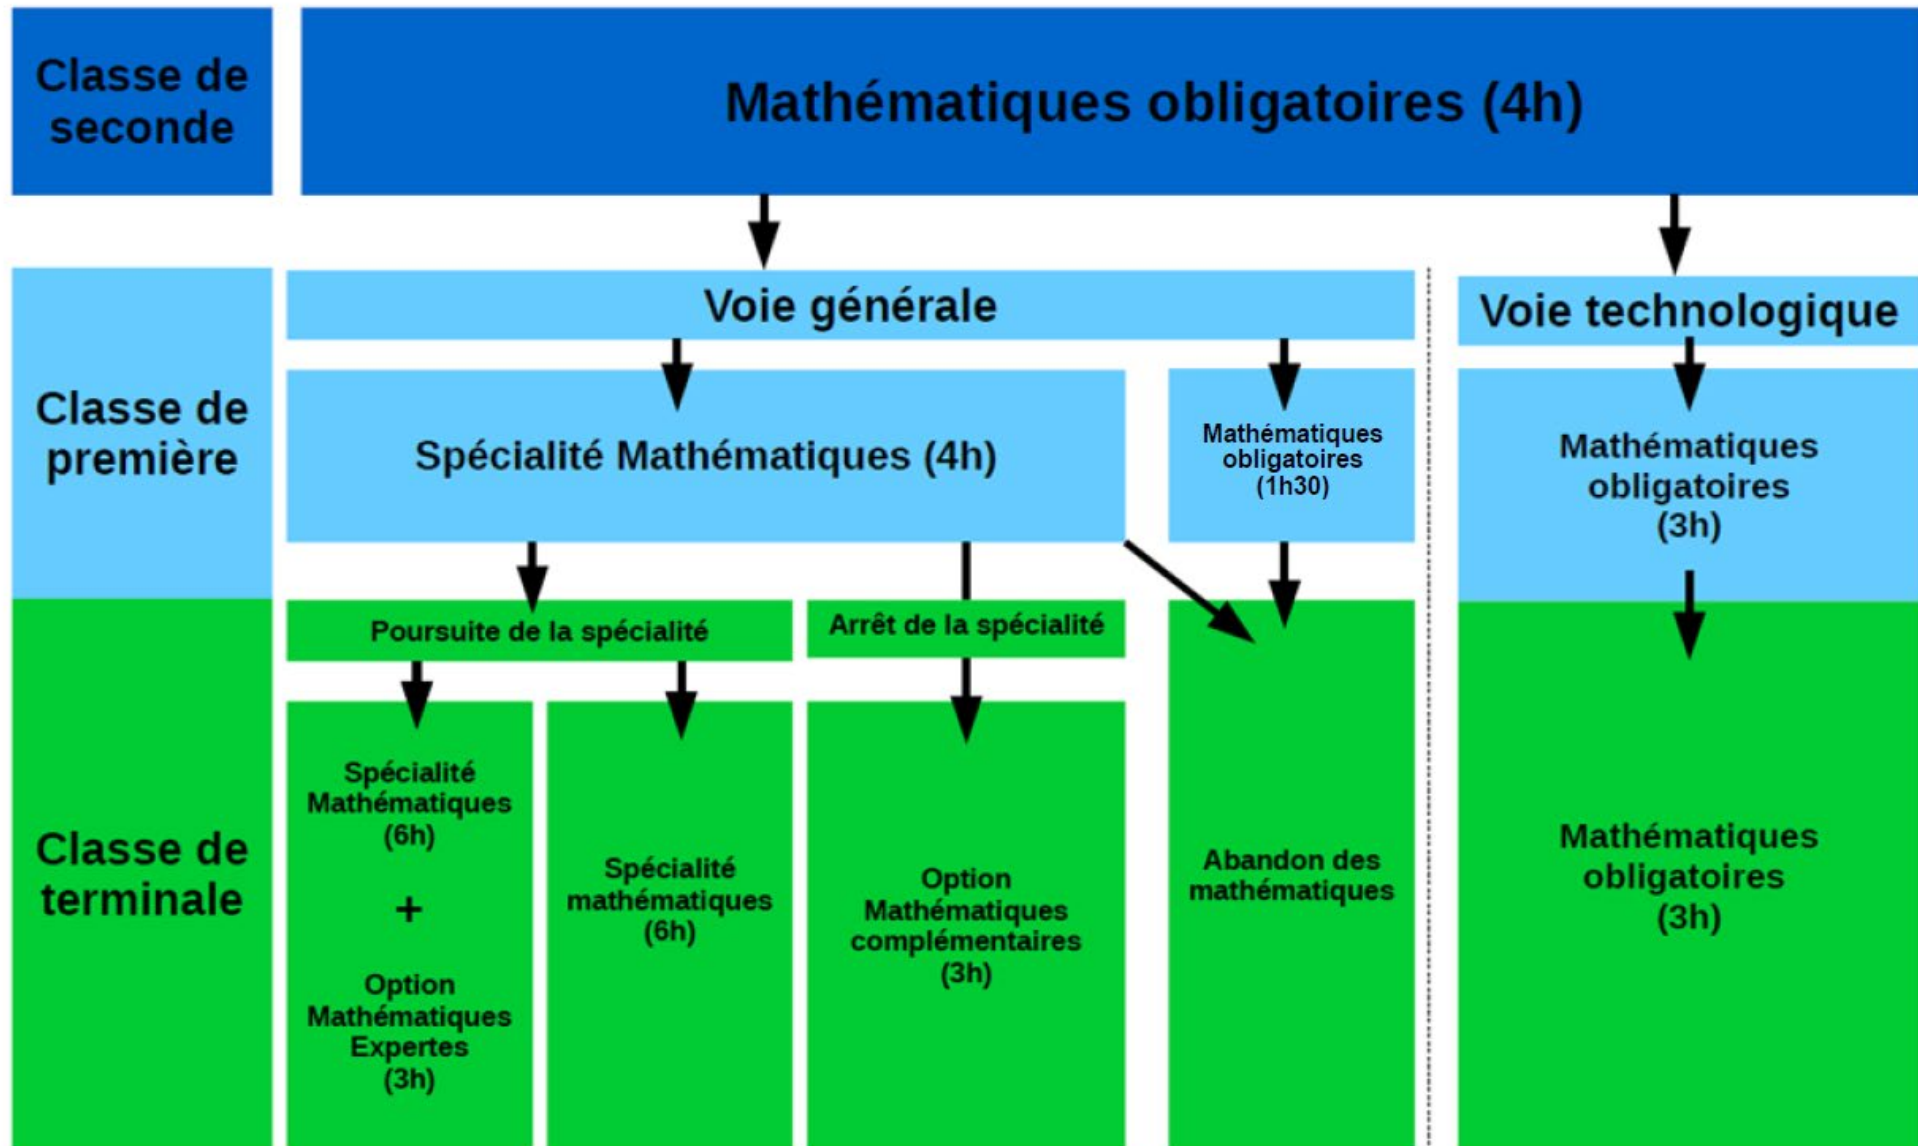 Classe de
seconde
Mathématiques obligatoires (4h)
Classe de
première
Voie générale
Voie technologique
Spécialité Mathématiques (4h)
Mathématiques
obligatoires
(1h30)
Mathématiques
obligatoires
(3h)
Classe de
terminale
Poursuite de la spécialité
Arrêt de la spécialité
Spécialité
Mathématiques
(6h)
+
Option
Mathématiques
Expertes
(3h)
Spécialité
mathématiques
(6h)
Option
Mathématiques
complémentaires
(3h)
Abandon des
mathématiques
Mathématiques
obligatoires
(3h)